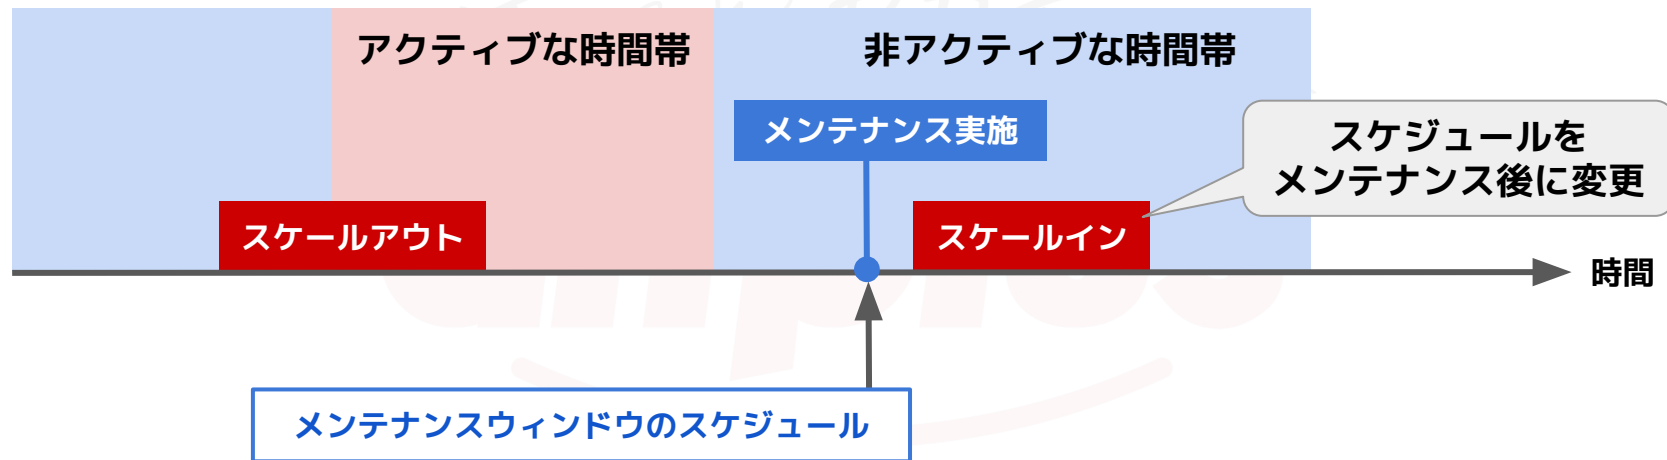 アクティブな時間帯
非アクティブな時間帯
メンテナンス実施
スケジュールを
メンテナンス後に変更
スケールアウト
スケールイン
時間
メンテナンスウィンドウのスケジュール